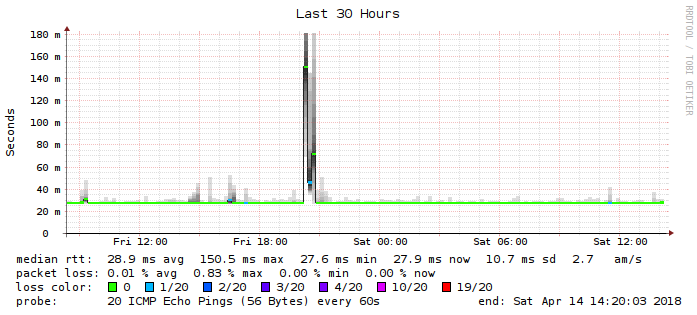 Last 30 Hours
RRDTOOL / TOBI OETIKER
Seconds
180 m
160 m
140 m
120 m
100 m
80 m
60 m
40 m
20 m
0
Fri 12:00 Fri 18:00 Sat 00:00 Sat 06:00 Sat 12:00
median rtt: 28.9 ms avg 150.5 ms max 27.6 ms min 27.9 ms now 10.7 ms sd 2.7 am/s
packet loss: 0.01 % avg 0.83 % max 0.00 % min 0.00 % now
loss color: 0 1/20 2/20 3/20 4/20 10/20 19/20
probe: 20 ICMP Echo Pings (56 Bytes) every 60s end: Sat Apr 14 14:20:03 2018